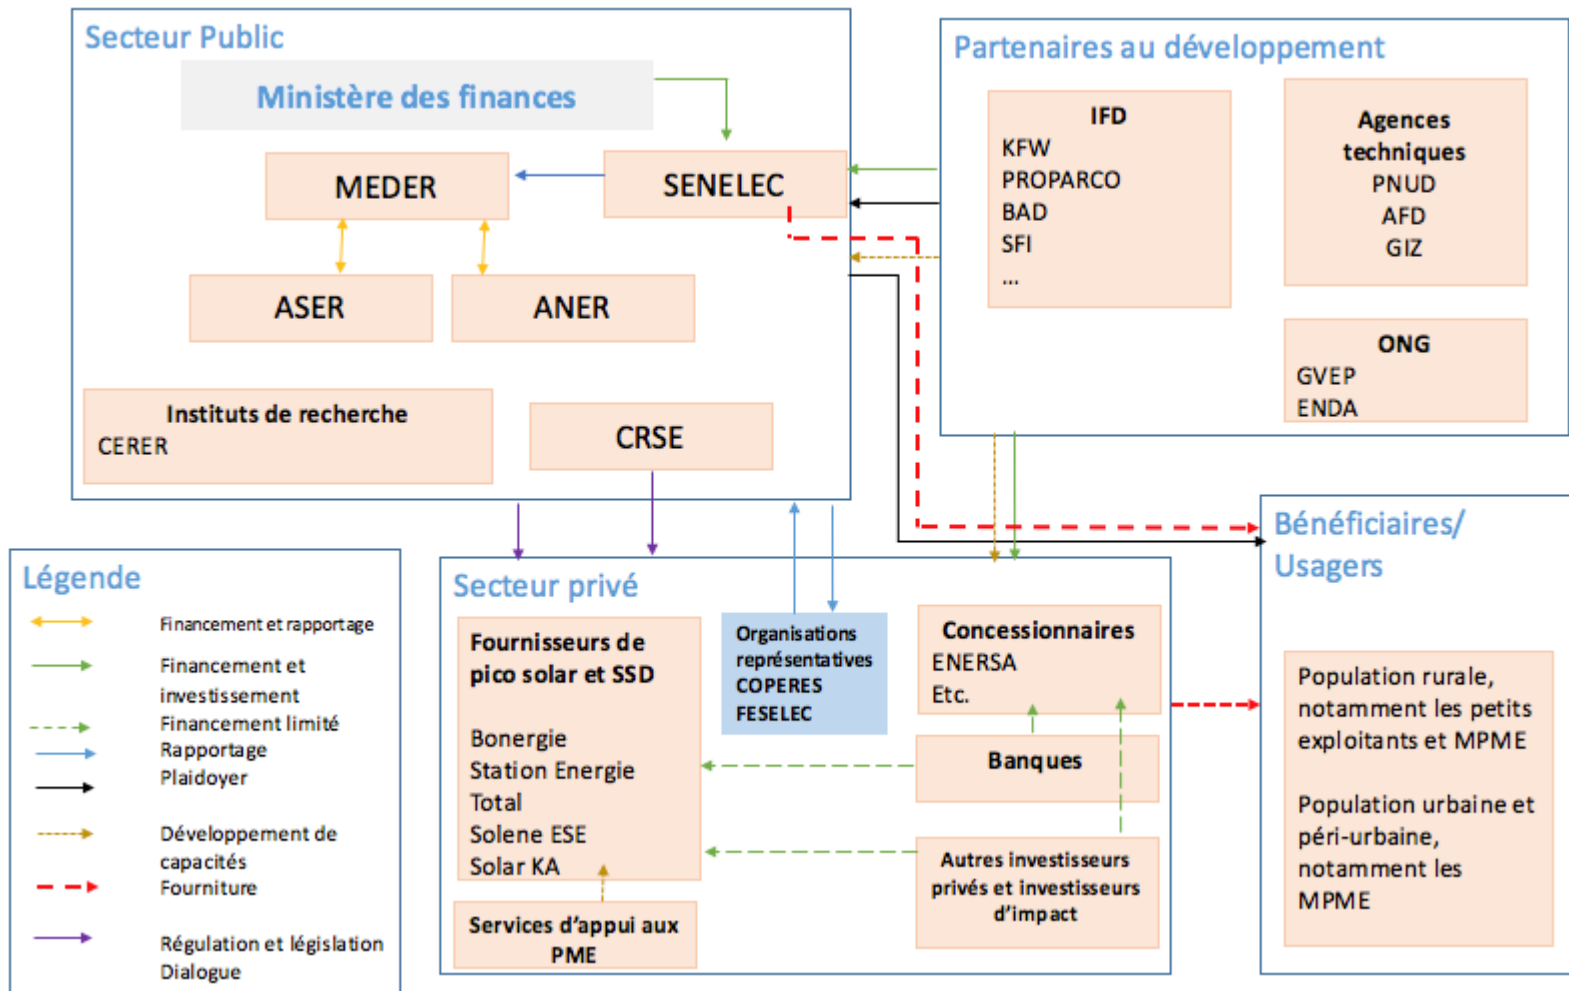 Secteur Public
Ministère des finances
MEDER
SENELEC
ASER
ANER
Instituts de recherche
CERER
CRSE
Partenaires au développement
IFD
KFW
PROPARCO
BAD
SFI
...
Agences
techniques
PNUD
AFD
GIZ
ONG
GVEP
ENDA
Légende
Financement et rapportage
Financement et
investissement
Financement limité
Rapportage
Plaidoyer
Développement de
capacités
Fourniture
Régulation et législation
Dialogue
Secteur privé
Fournisseurs de
pico solar et SSD
Bonergie
Station Energie
Total
Solene ESE
Solar KA
Services d'appui aux
PME
Organisations
représentatives
COPERES
FESELEC
Concessionnaires
ENERSA
Etc.
Banques
Autres investisseurs
privés et investisseurs
d'impact
Bénéficiaires/
Usagers
Population rurale,
notamment les petits
exploitants et MPME
Population urbaine et
péri-urbaine,
notamment les
MPME